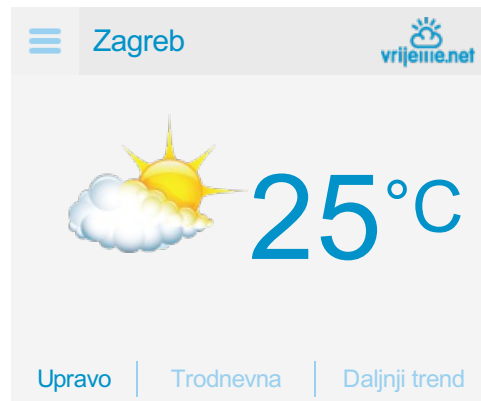 Zagreb
vrijeme.net
25°C
Upravo
Trodnevna
Daljnji trend